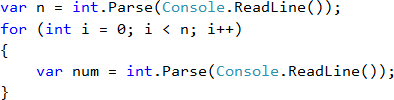 var n = int.Parse(Console.ReadLine());
for (int i = 0; i < n; i++)
{
    var num = int.Parse(Console.ReadLine());
}